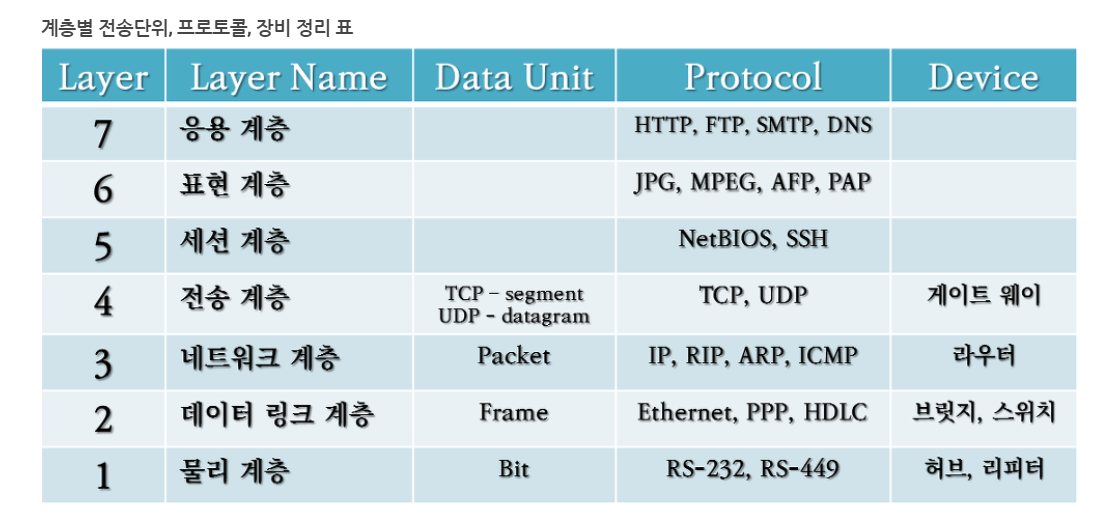 계층별 전송단위, 프로토콜, 장비 정리 표
Layer Layer Name Data Unit Protocol Device
7 응용 계층 HTTP, FTP, SMTP, DNS
6 표현 계층 JPG, MPEG, AFP, PAP
5 세션 계층 NetBIOS, SSH
4 전송 계층 TCP – segment TCP, UDP 게이트 웨이
UDP - datagram
3 네트워크 계층 Packet IP, RIP, ARP, ICMP 라우터
2 데이터 링크 계층 Frame Ethernet, PPP, HDLC 브릿지, 스위치
1 물리 계층 Bit RS-232, RS-449 허브, 리피터